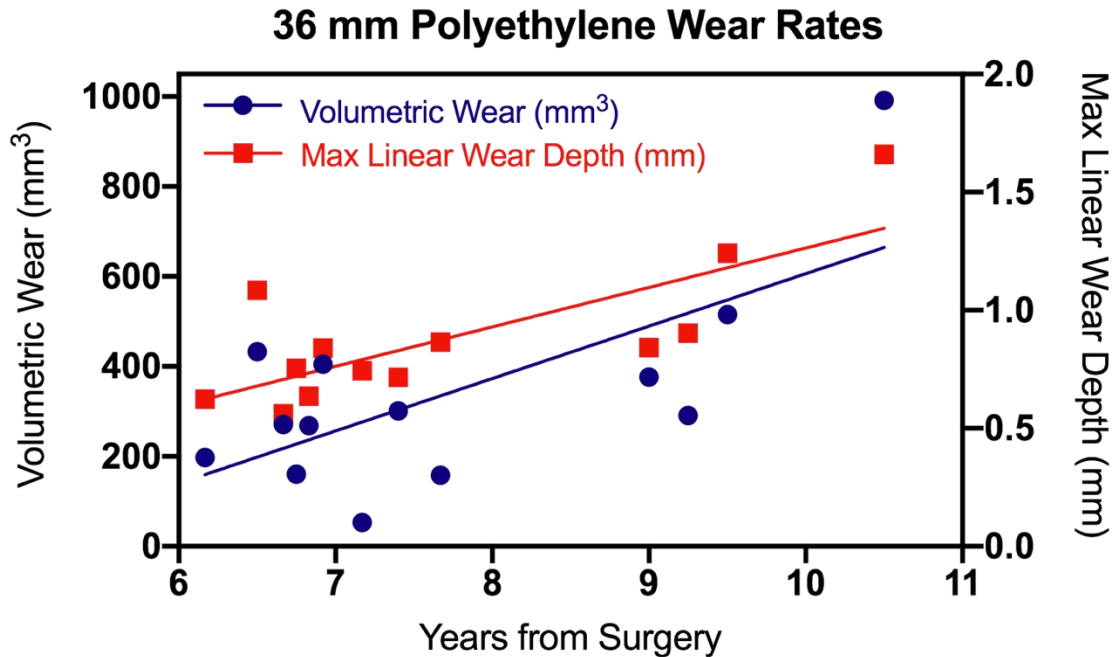 36 mm Polyethylene Wear Rates
Volumetric Wear (mm³)
Max Linear Wear Depth (mm)
1000
800
600
400
200
0
Volumetric Wear (mm³)
2.0
1.5
1.0
0.5
0.0
Max Linear Wear Depth (mm)
6 7 8 9 10 11
Years from Surgery